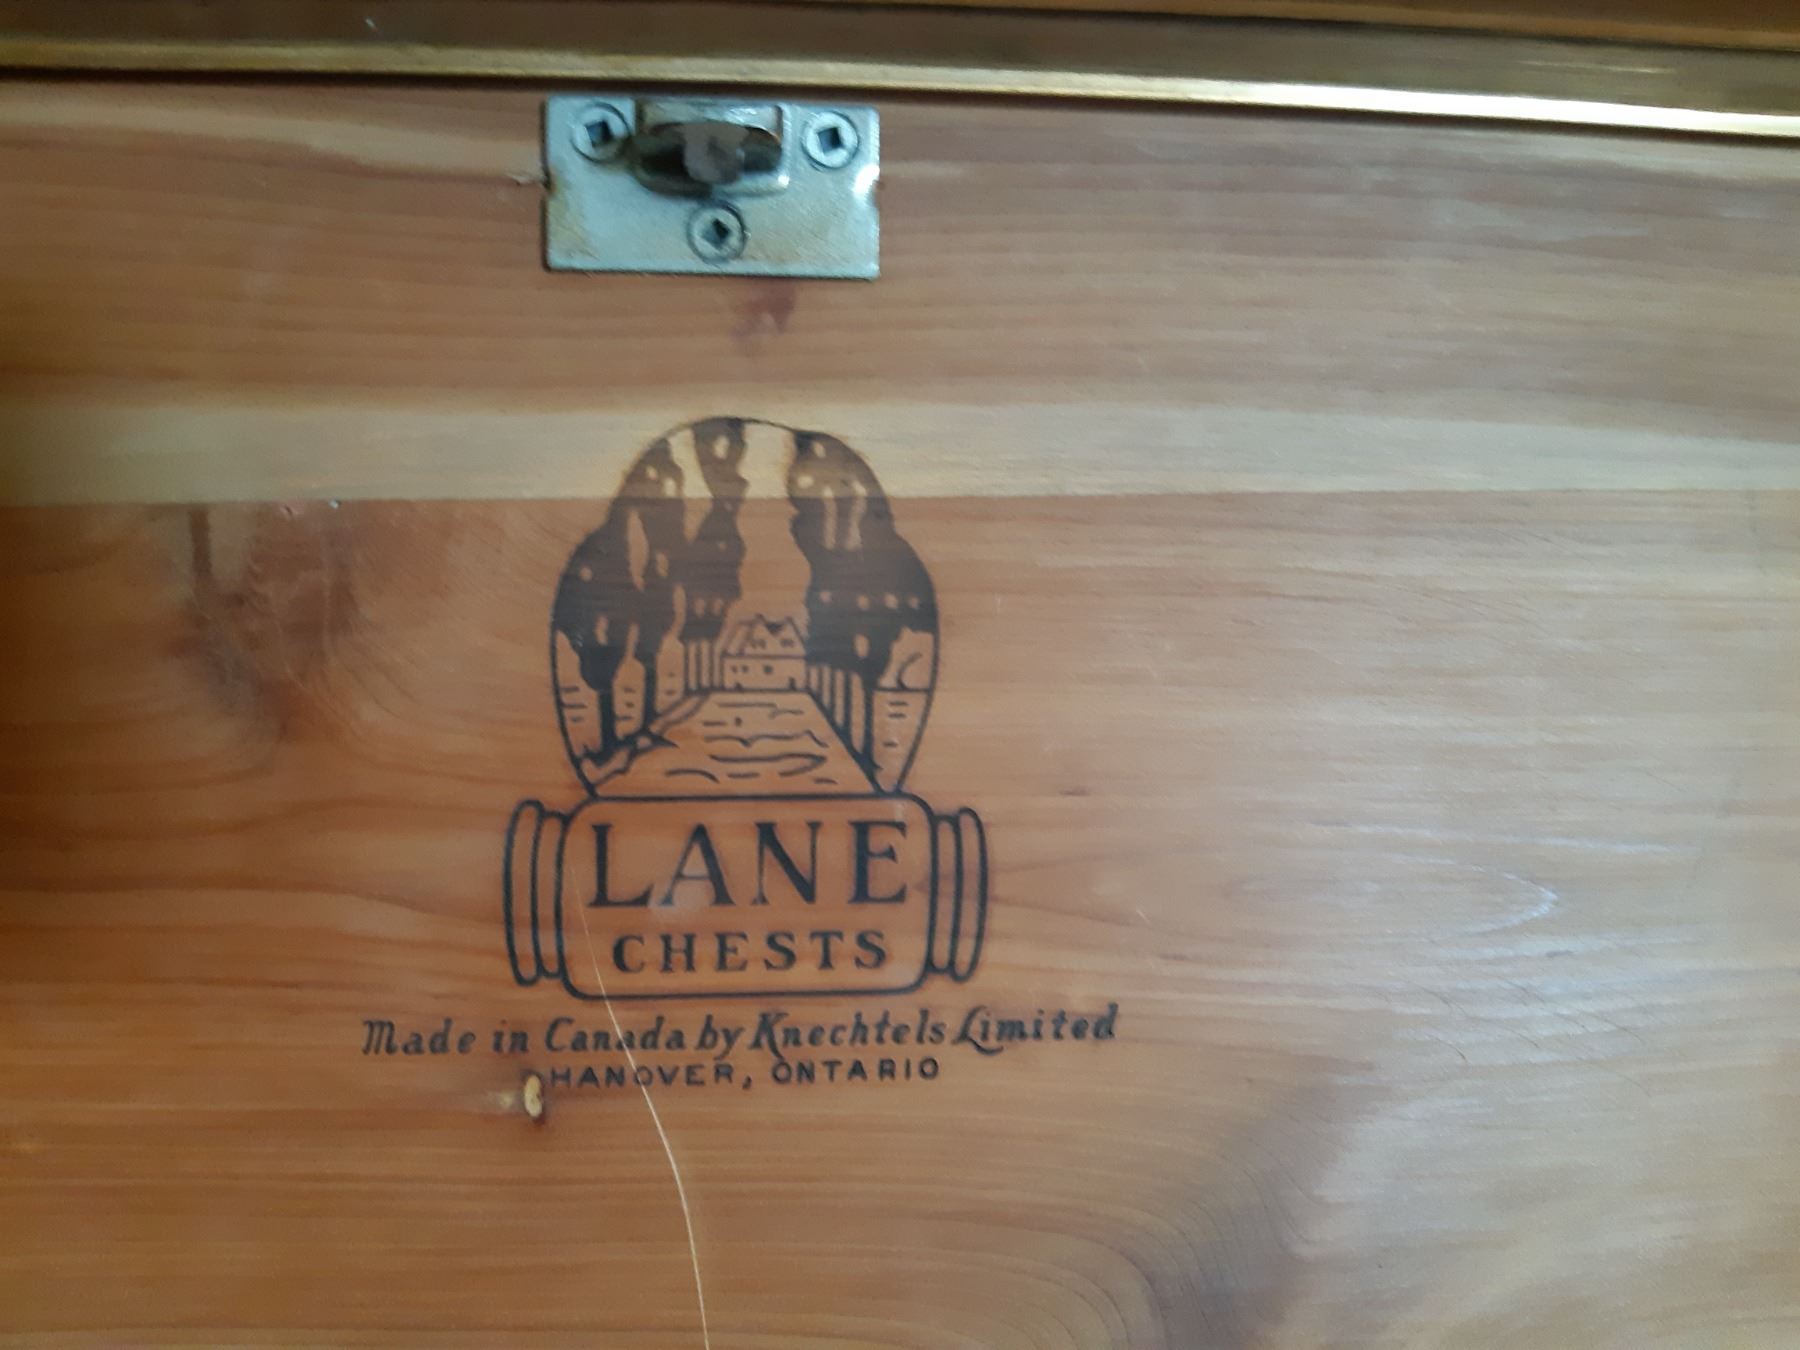 LANE
CHESTS
Made in Canada by Knechtels Limited
HANOVER, ONTARIO